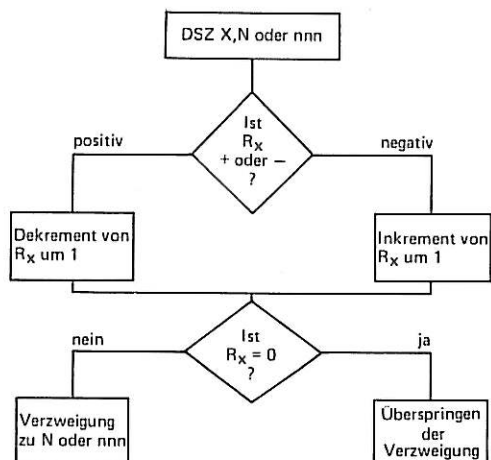 DSZ X,N oder nnn
Ist
Rx
+ oder −
?
positiv
negativ
Dekrement von
Rx um 1
Inkrement von
Rx um 1
Ist
Rx = 0
?
nein
ja
Verzweigung
zu N oder nnn
Überspringen
der
Verzweigung